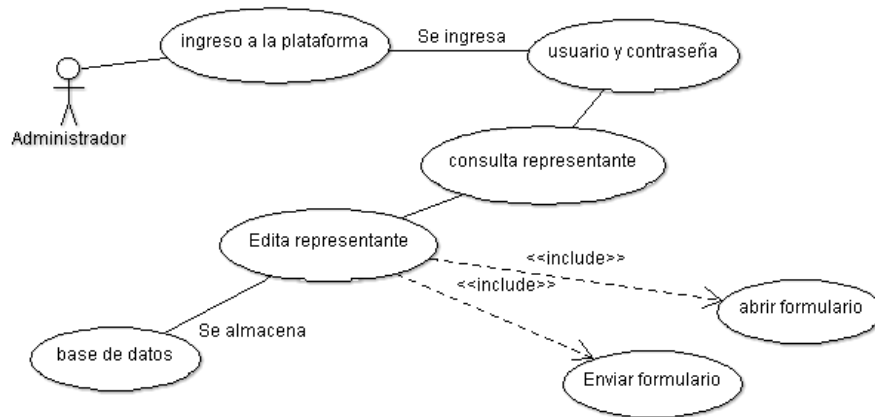 ingreso a la plataforma
Se ingresa
usuario y contraseña
Administrador
consulta representante
Edita representante
<<include>>
<<include>>
abrir formulario
Se almacena
base de datos
Enviar formulario